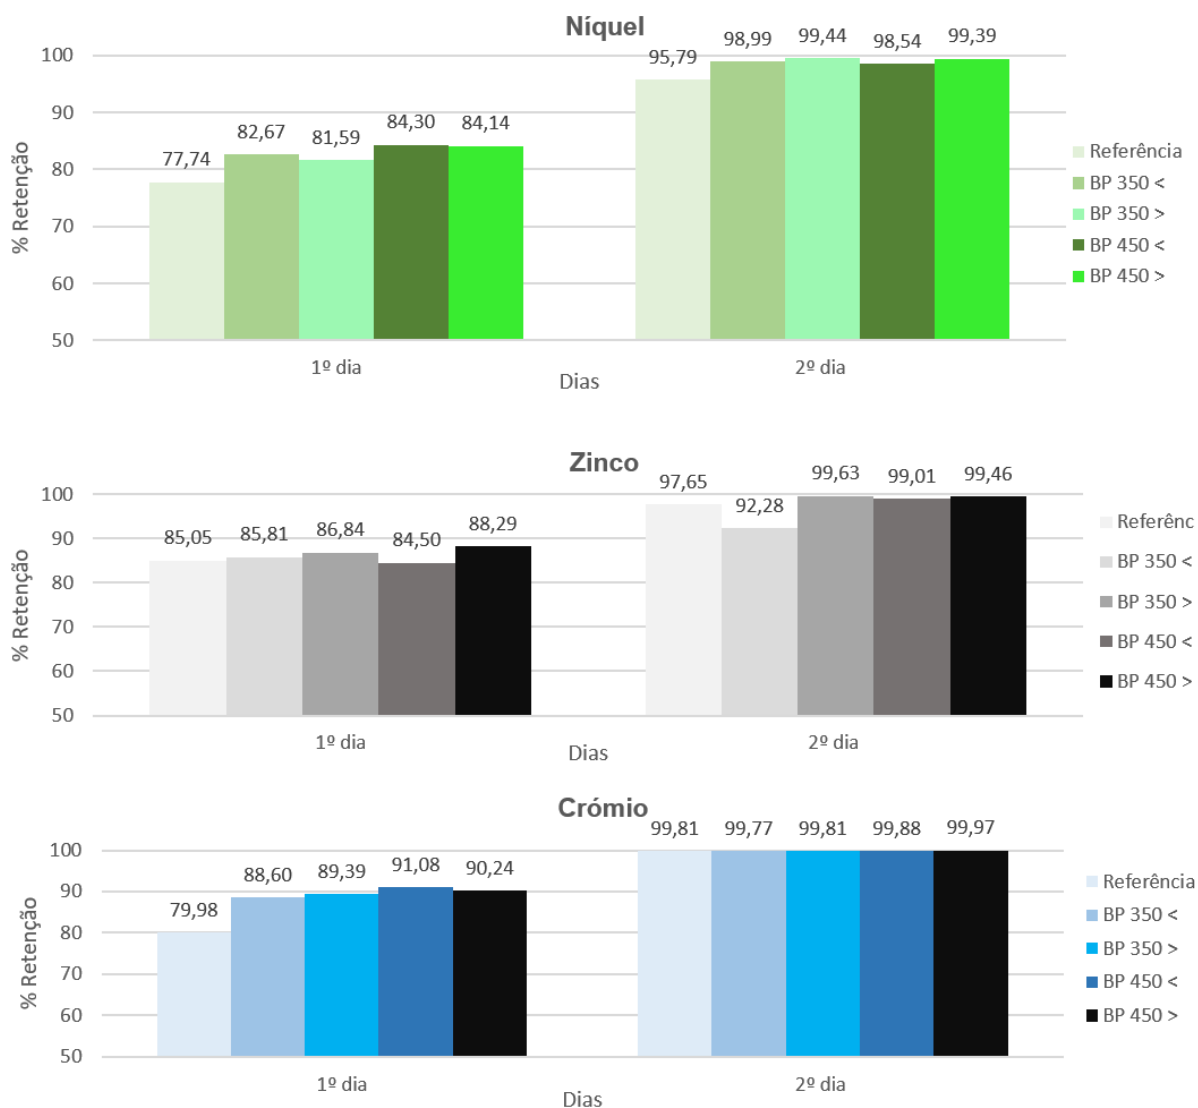 Níquel
95,79 98,99 99,44 98,54 99,39
77,74 82,67 81,59 84,30 84,14
100
90
80
70
60
50
% Retenção
1º dia 2º dia
Dias
Referência
BP 350 <
BP 350 >
BP 450 <
BP 450 >
Zinco
97,65 92,28 99,63 99,01 99,46
85,05 85,81 86,84 84,50 88,29
100
90
80
70
60
50
% Retenção
1º dia 2º dia
Dias
Referênc
BP 350 <
BP 350 >
BP 450 <
BP 450 >
Crómio
99,81 99,77 99,81 99,88 99,97
79,98 88,60 89,39 91,08 90,24
100
90
80
70
60
50
% Retenção
1º dia 2º dia
Dias
Referência
BP 350 <
BP 350 >
BP 450 <
BP 450 >